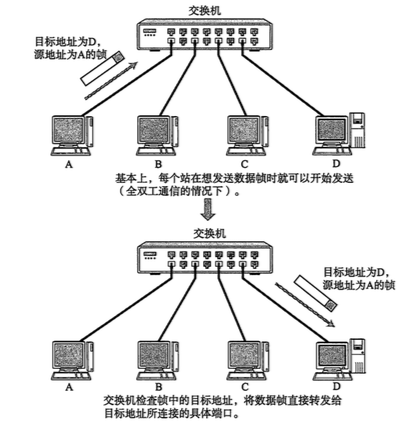 交换机
目标地址为D,
源地址为A的帧
A
B
C
D
基本上，每个站在想发送数据帧时就可以开始发送
（全双工通信的情况下）。
交换机
目标地址为D,
源地址为A的帧
A
B
C
D
交换机检查帧中的目标地址，将数据帧直接转发给
目标地址所连接的具体端口。